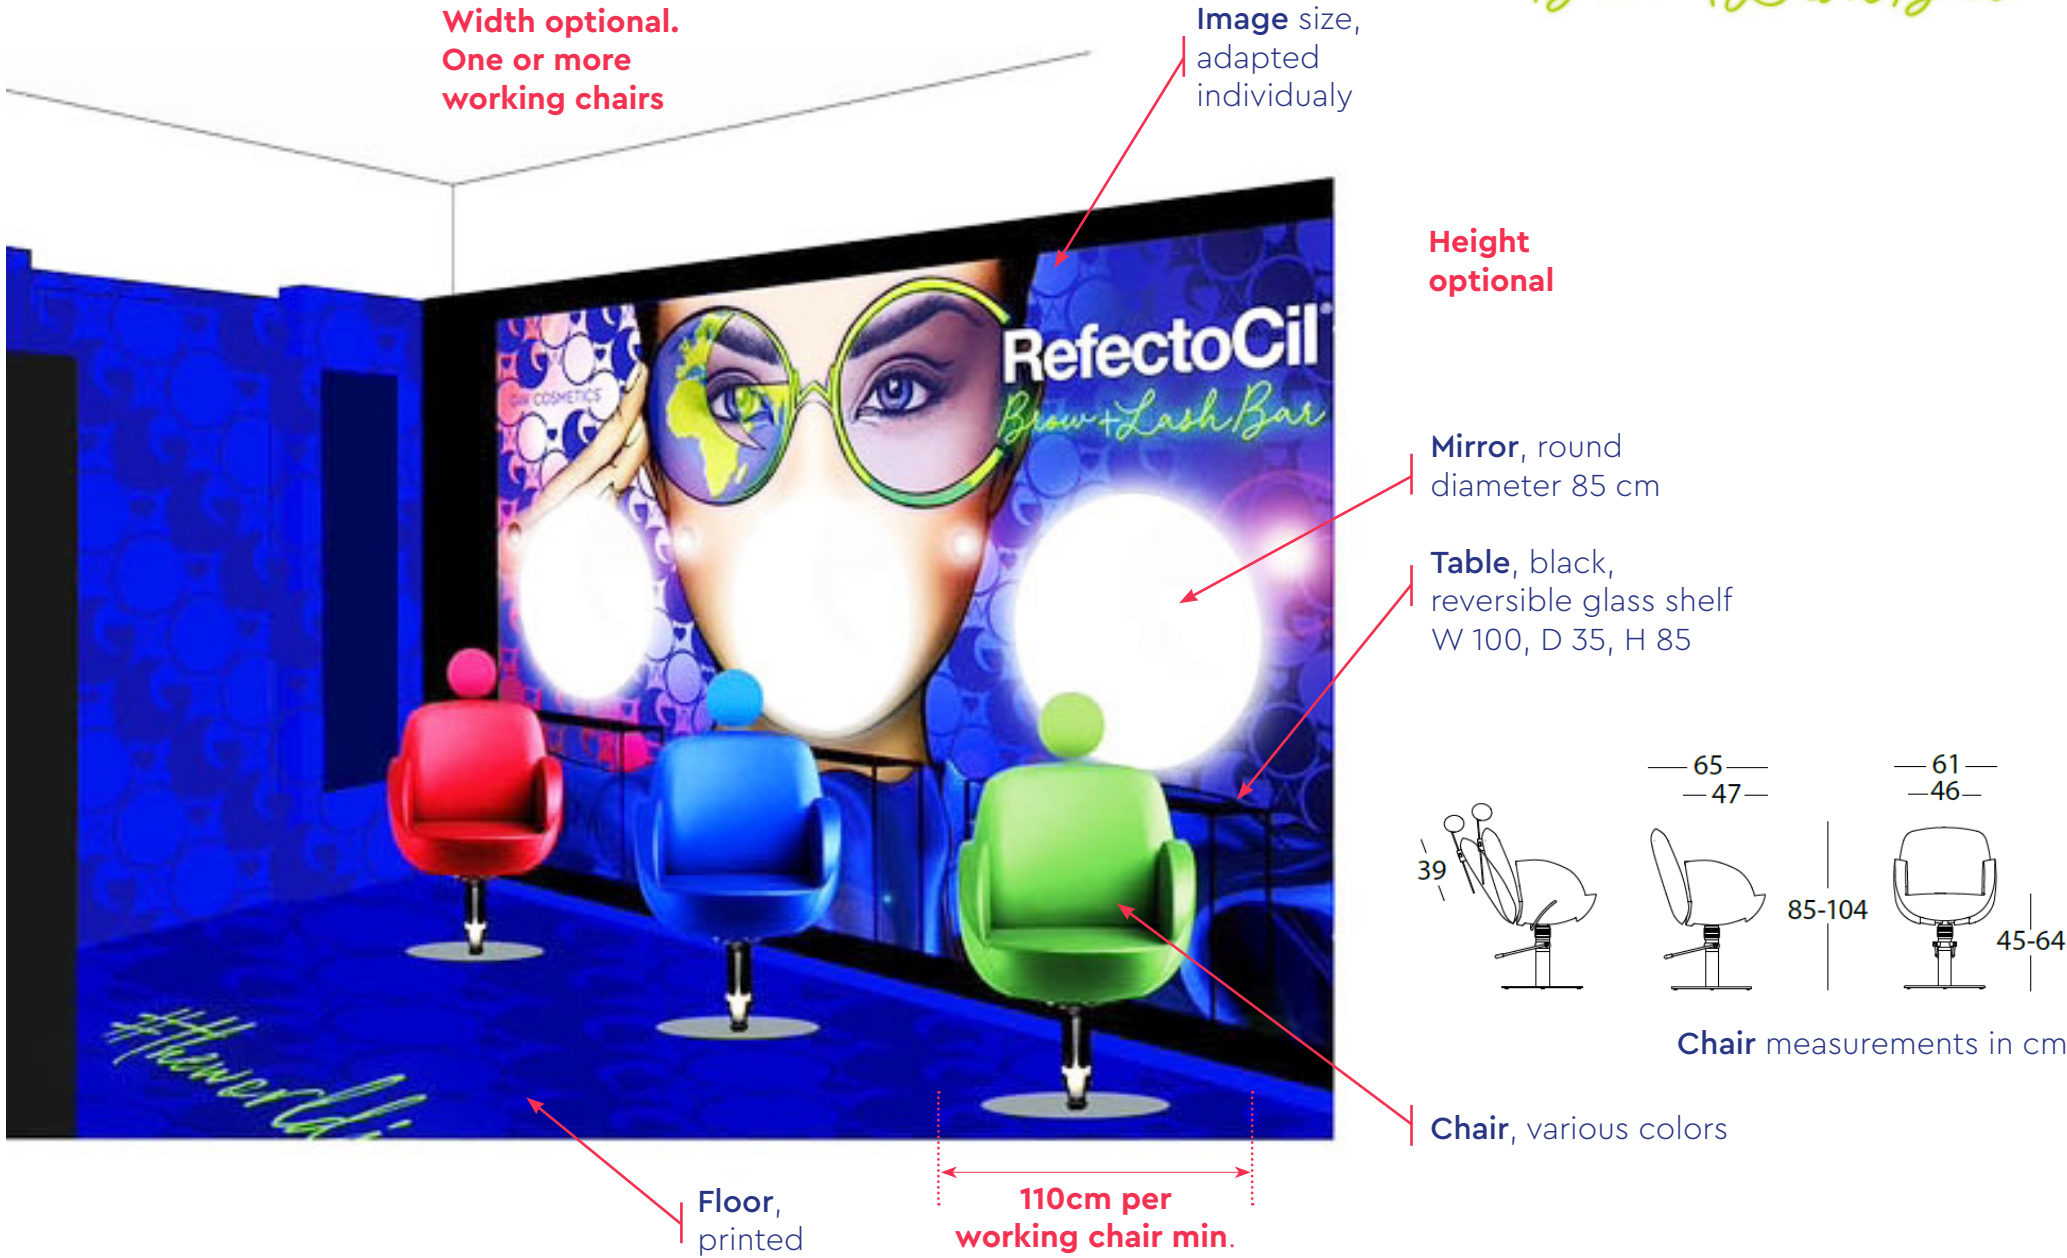 Width optional.
One or more
working chairs
Image size,
adapted
individualy
Height
optional
COSMETICS
RefectoCil
Brow+Lash Bar
Mirror, round
diameter 85 cm
Table, black,
reversible glass shelf
W 100, D 35, H 85
65
47
61
46
39
85-104
45-64
Chair measurements in cm
Chair, various colors
#theworldi
110cm per
working chair min.
Floor,
printed